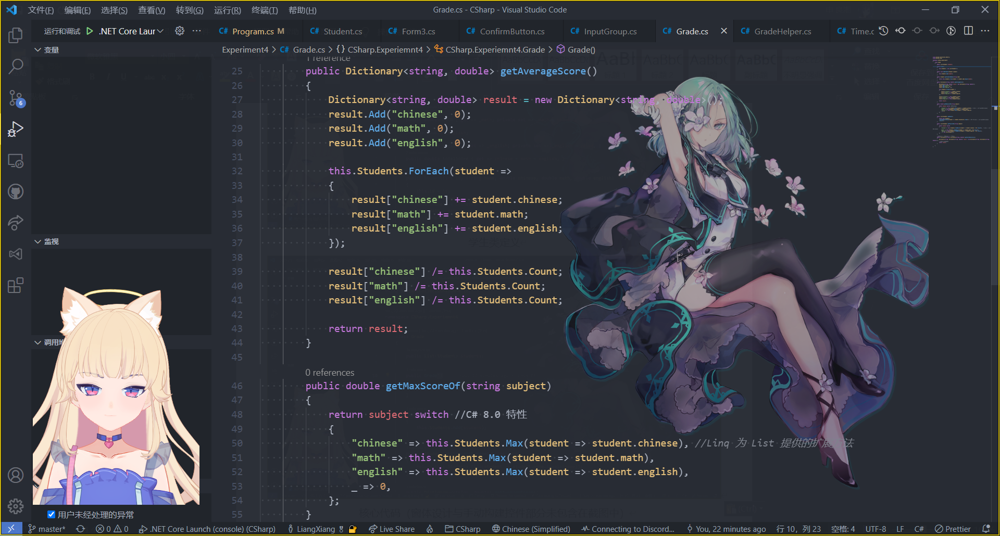 文件(F) 编辑(E) 选择(S) 查看(V) 转到(G) 运行(R) 终端(T) 帮助(H) Grade.cs - CSharp - Visual Studio Code
运行和调试 .NET Core Laur
C# Program.cs M C# Student.cs C# Form3.cs C# ConfirmButton.cs C# InputGroup.cs C# Grade.cs C# GradeHelper.cs C# Time.c
变量
Experiment4 > C# Grade.cs > {} CSharp.Experiemnt4 > CSharp.Experiemnt4.Grade > Grade()
1 reference
25 public Dictionary<string, double> getAverageScore()
26 {
27 Dictionary<string, double> result = new Dictionary<string, double>();
28 result.Add("chinese", 0);
29 result.Add("math", 0);
30 result.Add("english", 0);
31
32 this.Students.ForEach(student =>
33 {
34 result["chinese"] += student.chinese;
35 result["math"] += student.math;
36 result["english"] += student.english;
37 });
38
39 result["chinese"] /= this.Students.Count;
40 result["math"] /= this.Students.Count;
41 result["english"] /= this.Students.Count;
42
43 return result;
44 }
45
0 references
46 public double getMaxScoreOf(string subject)
47 {
48 return subject switch //C# 8.0 特性
49 {
50 "chinese" => this.Students.Max(student => student.chinese), //Linq 为 List 提供的扩展方法
51 "math" => this.Students.Max(student => student.math),
52 "english" => this.Students.Max(student => student.english),
53 _ => 0,
54 };
55 }
监视
调用堆
用户未经处理的异常
6
master* 0 0 .NET Core Launch (console) (CSharp) LiangXiang Live Share CSharp Chinese (Simplified) Connecting to Discord... You, 22 minutes ago 行 10，列 23 空格: 4 UTF-8 LF C# Prettier